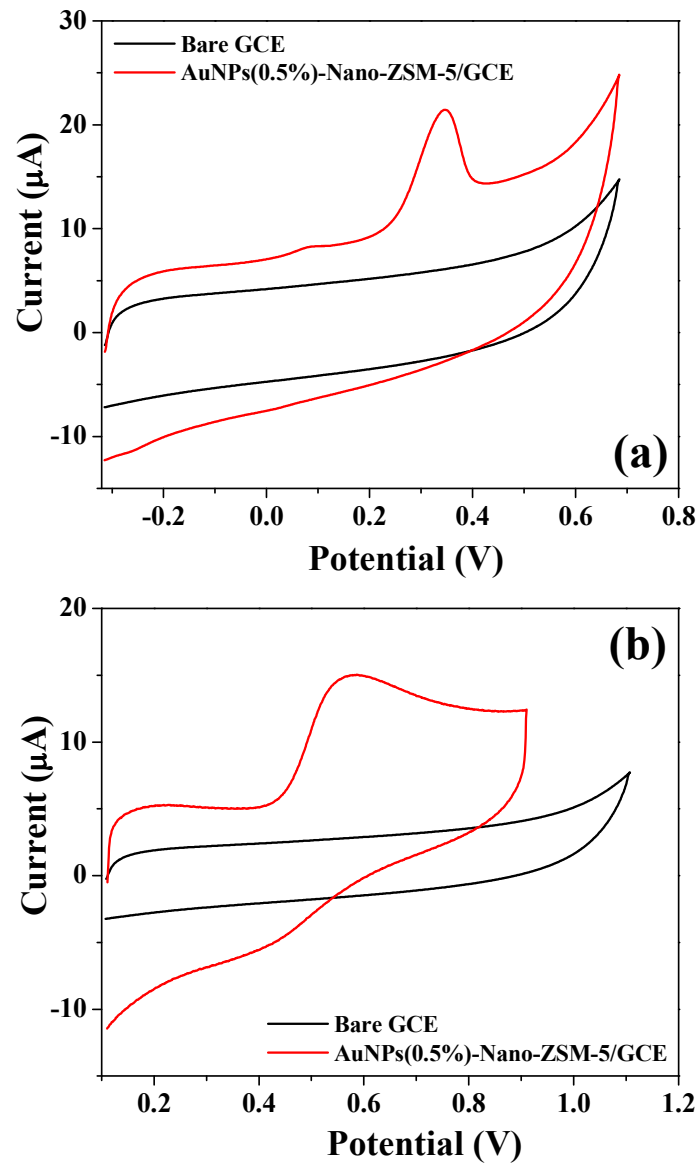 30
Bare GCE
AuNPs(0.5%)-Nano-ZSM-5/GCE
20
10
0
-10
Current (μA)
(a)
-0.2 0.0 0.2 0.4 0.6 0.8
Potential (V)
20
(b)
10
0
-10
Current (μA)
Bare GCE
AuNPs(0.5%)-Nano-ZSM-5/GCE
0.2 0.4 0.6 0.8 1.0 1.2
Potential (V)